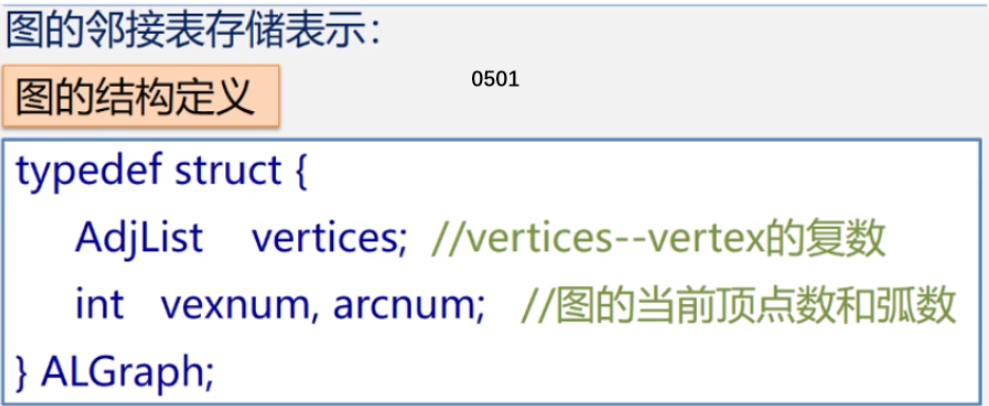 图的邻接表存储表示：
图的结构定义
0501
typedef struct {
AdjList vertices; //vertices--vertex的复数
int vexnum, arcnum; //图的当前顶点数和弧数
} ALGraph;